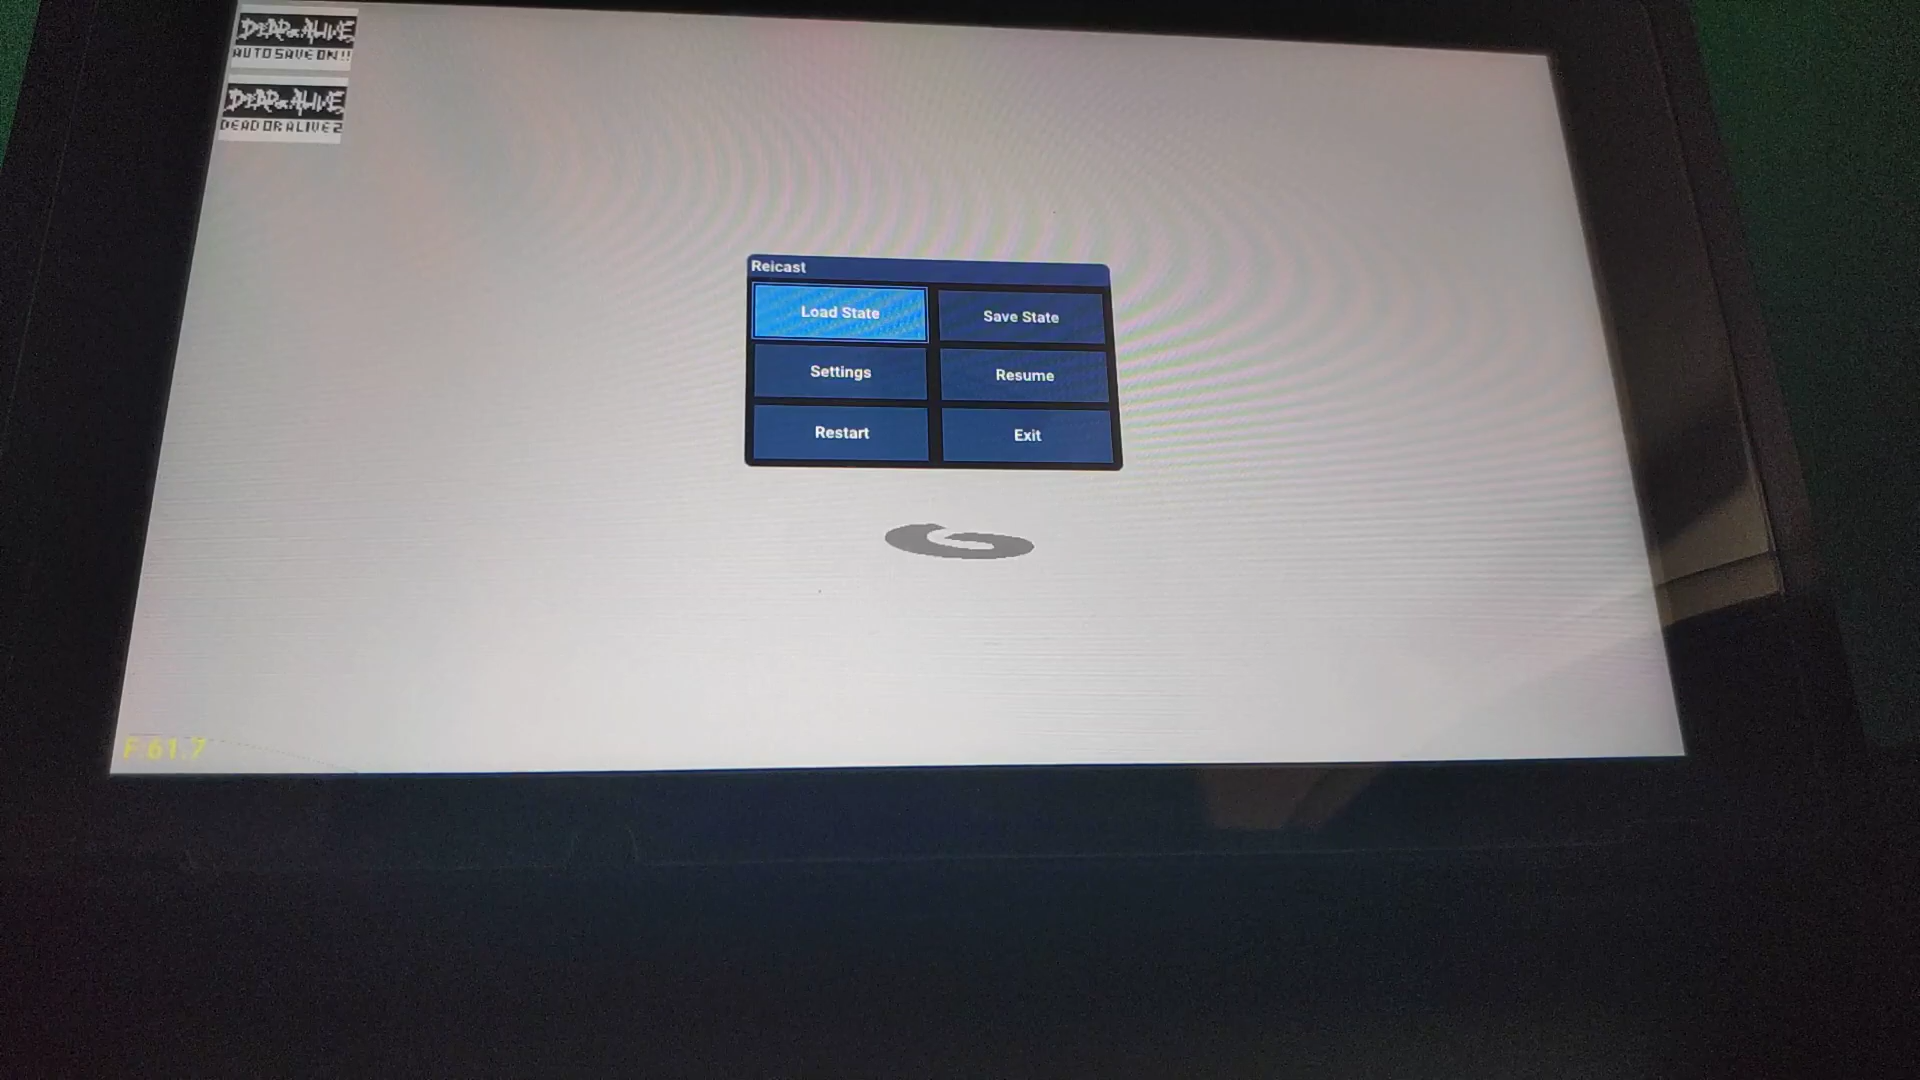 DEAD OR ALIVE
AUTO SAVE ON!!
DEAD OR ALIVE
DEAD OR ALIVE 2
Reicast
Load State
Save State
Settings
Resume
Restart
Exit
F 61.7